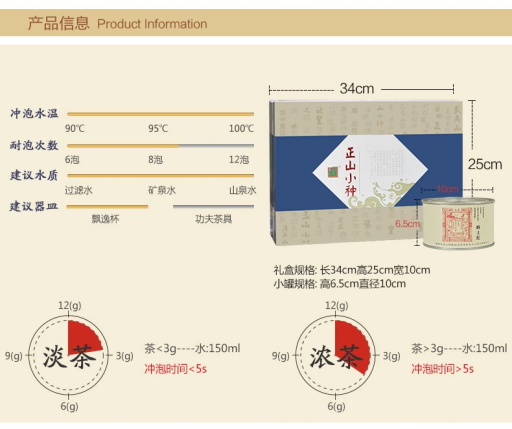 产品信息 Product Information
冲泡水温
90℃ 95℃ 100℃
耐泡次数
6泡 8泡 12泡
建议水质
过滤水 矿泉水 山泉水
建议器皿
飘逸杯 功夫茶具
34cm
25cm
正山小种
10cm
6.5cm
礼盒规格: 长34cm高25cm宽10cm
小罐规格: 高6.5cm直径10cm
12(g)
9(g) 淡茶 3(g)
6(g)
茶<3g----水:150ml
冲泡时间<5s
12(g)
9(g) 浓茶 3(g)
6(g)
茶>3g----水:150ml
冲泡时间>5s